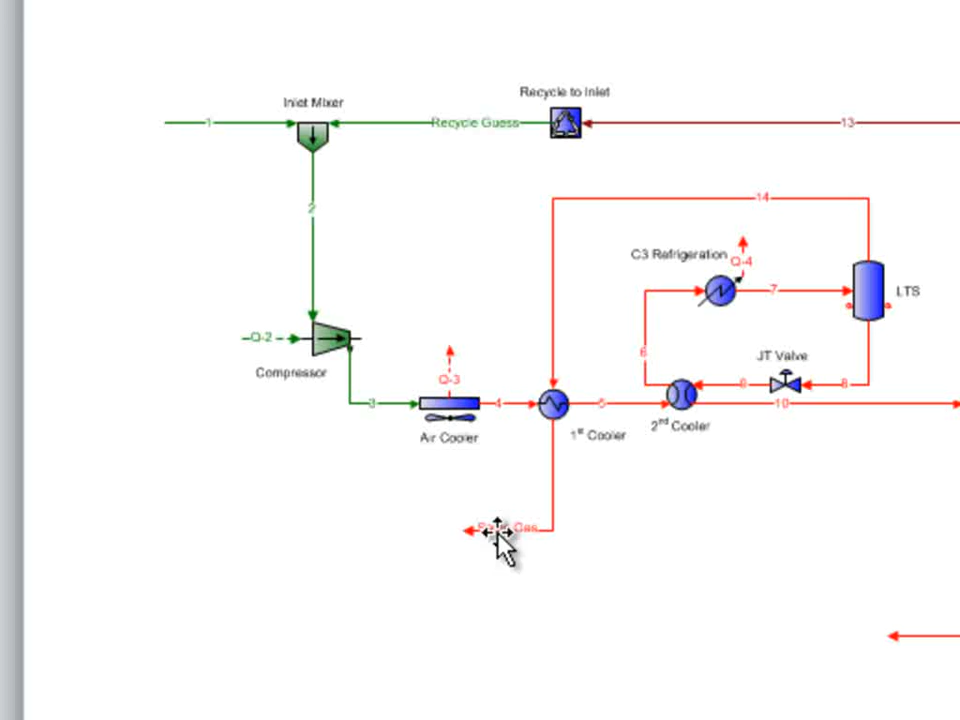 Recycle to Inlet
Inlet Mixer
1
Recycle Guess
13
14
2
C3 Refrigeration
Q-4
7
LTS
Q-2
6
JT Valve
Compressor
Q-3
9
8
3
4
5
10
Air Cooler
1st Cooler
2nd Cooler
Gas